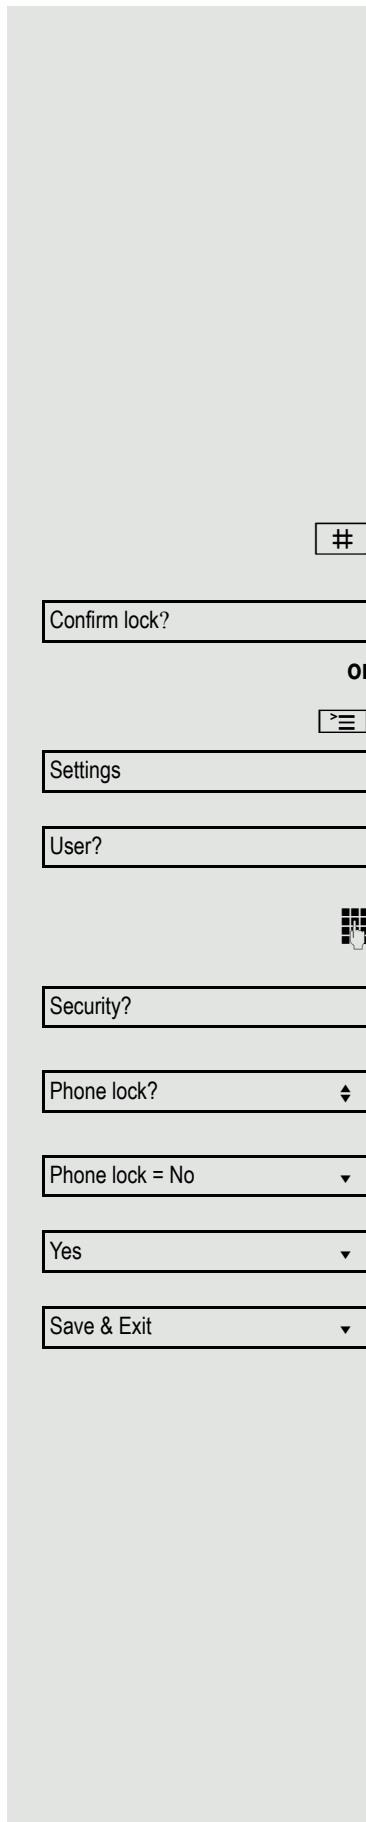 #
Confirm lock?
or
Settings
User?
Security?
Phone lock?
Phone lock = No
Yes
Save & Exit